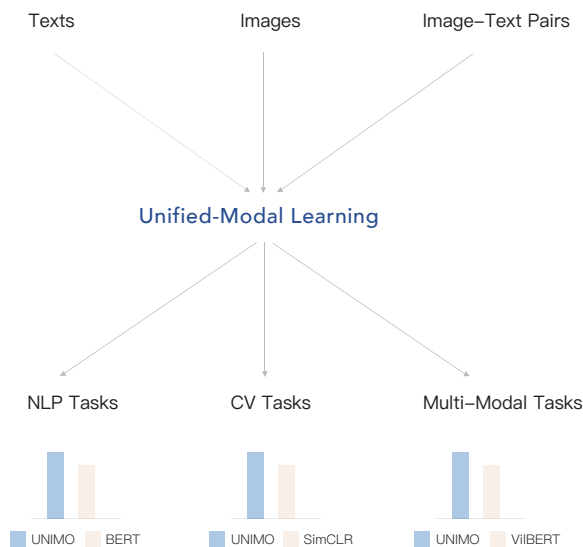 Texts Images Image-Text Pairs
Unified-Modal Learning
NLP Tasks CV Tasks Multi-Modal Tasks
UNIMO BERT UNIMO SimCLR UNIMO VilBERT